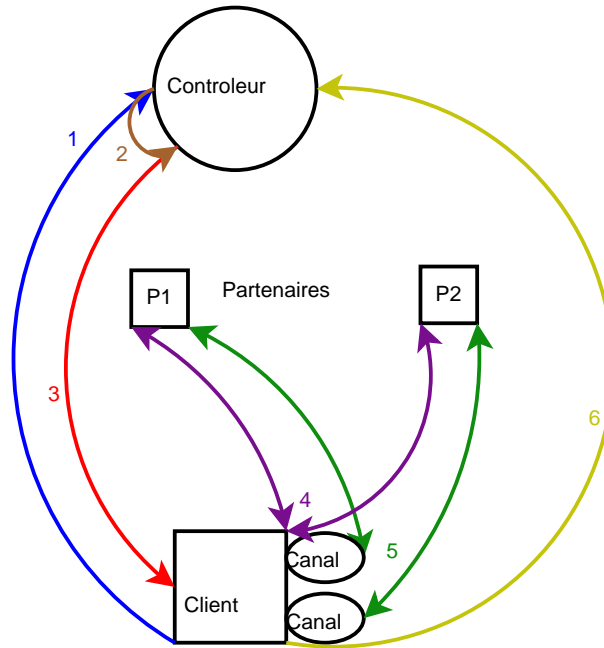 Controleur
1
2
P1
Partenaires
P2
3
6
4
Canal
5
Client
Canal